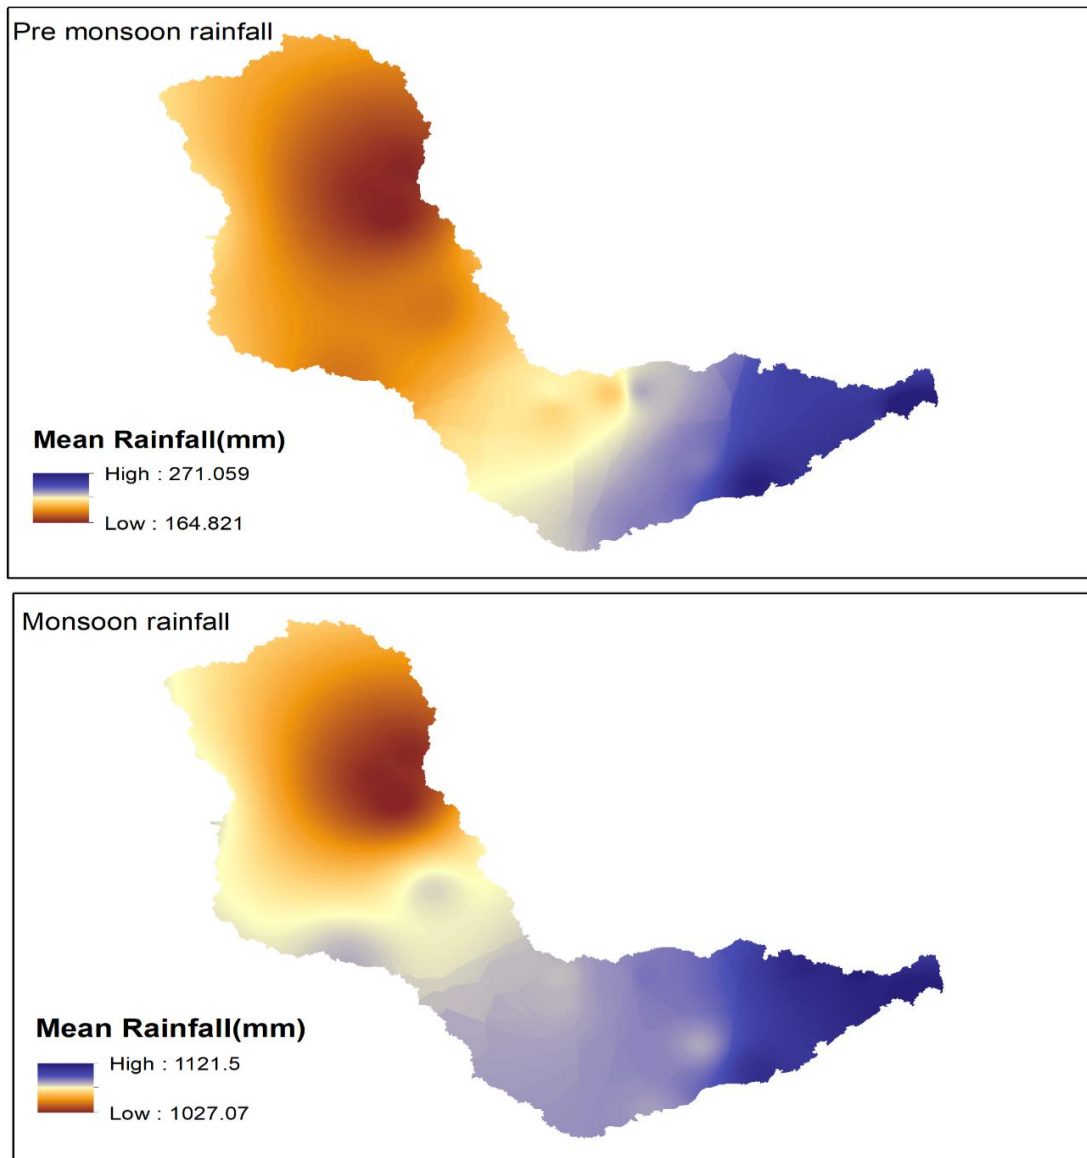 Pre monsoon rainfall
Mean Rainfall(mm)
High : 271.059
Low : 164.821
Monsoon rainfall
Mean Rainfall(mm)
High : 1121.5
Low : 1027.07